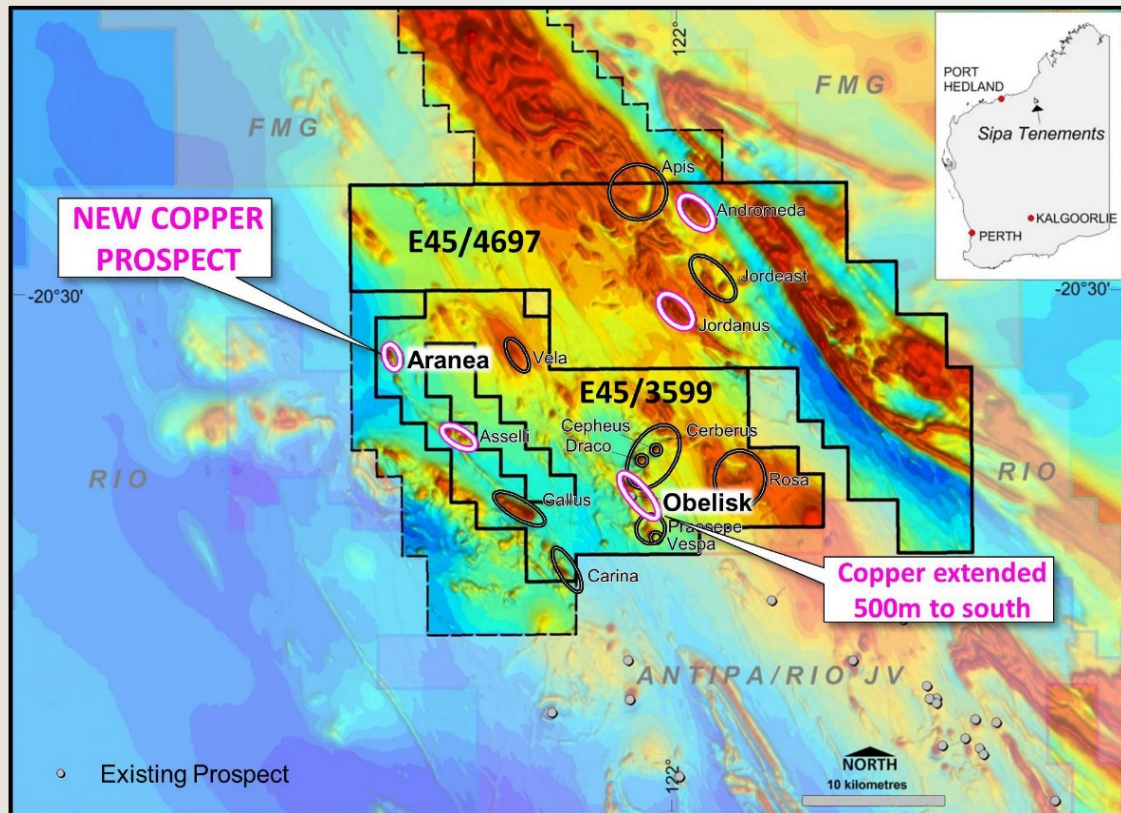 122°
FMG
FMG
PORT
HEDLAND
Sipa Tenements
KALGOORLIE
PERTH
Apis
Andromeda
NEW COPPER
PROSPECT
E45/4697
Jordeast
-20°30'
-20°30'
Jordanus
Aranea
Vela
E45/3599
Cepheus
Cerberus
Draco
Asselli
RIO
RIO
Rosa
Gallus
Obelisk
Praesepe
Vespa
Carina
Copper extended
500m to south
ANTIPA/RIO JV
Existing Prospect
122°
NORTH
10 kilometres